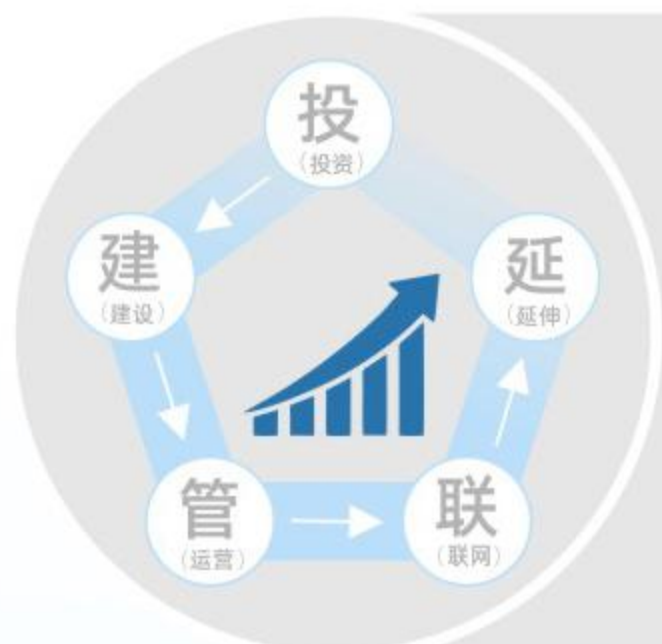 投
（投资）
建
（建设）
延
（延伸）
管
（运营）
联
（联网）